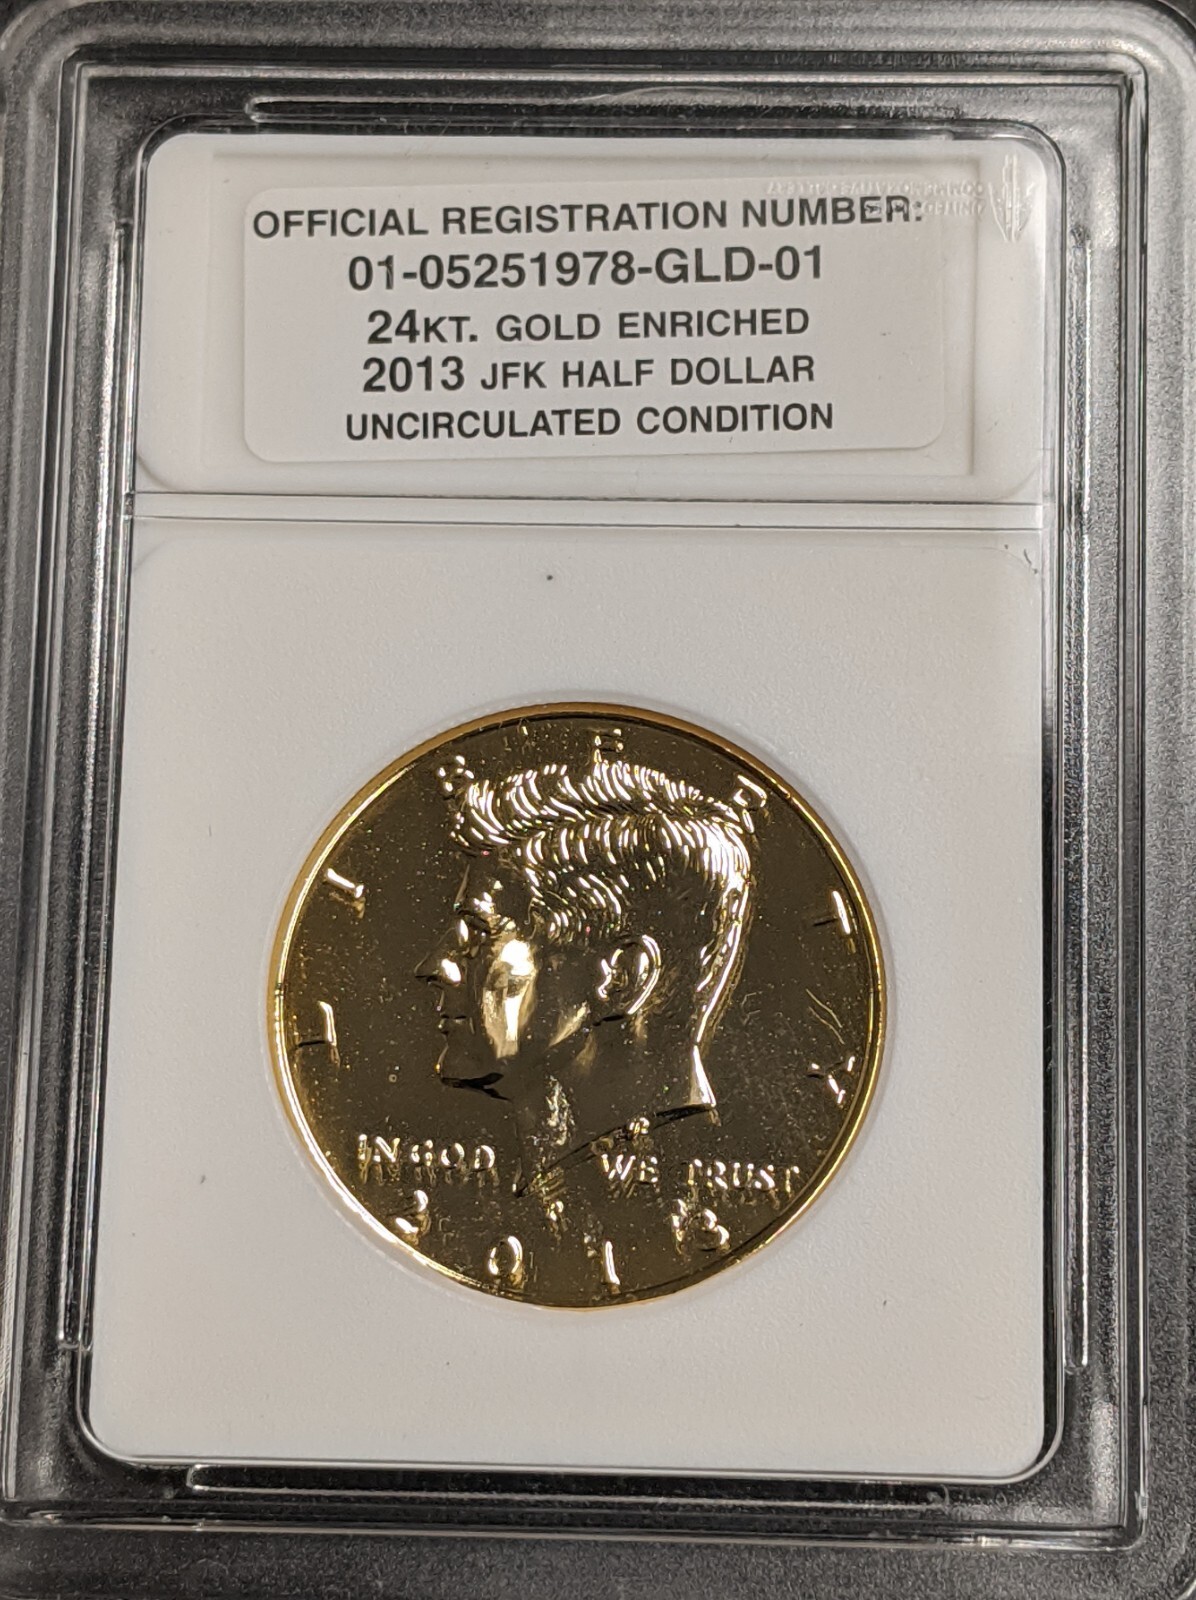 OFFICIAL REGISTRATION NUMBER:
01-05251978-GLD-01
24KT. GOLD ENRICHED
2013 JFK HALF DOLLAR
UNCIRCULATED CONDITION
LIBERTY
IN GOD WE TRUST
2013